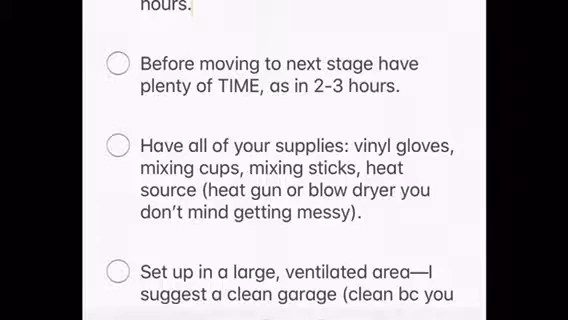 hours.
Before moving to next stage have
plenty of TIME, as in 2-3 hours.
Have all of your supplies: vinyl gloves,
mixing cups, mixing sticks, heat
source (heat gun or blow dryer you
don’t mind getting messy).
Set up in a large, ventilated area—I
suggest a clean garage (clean bc you